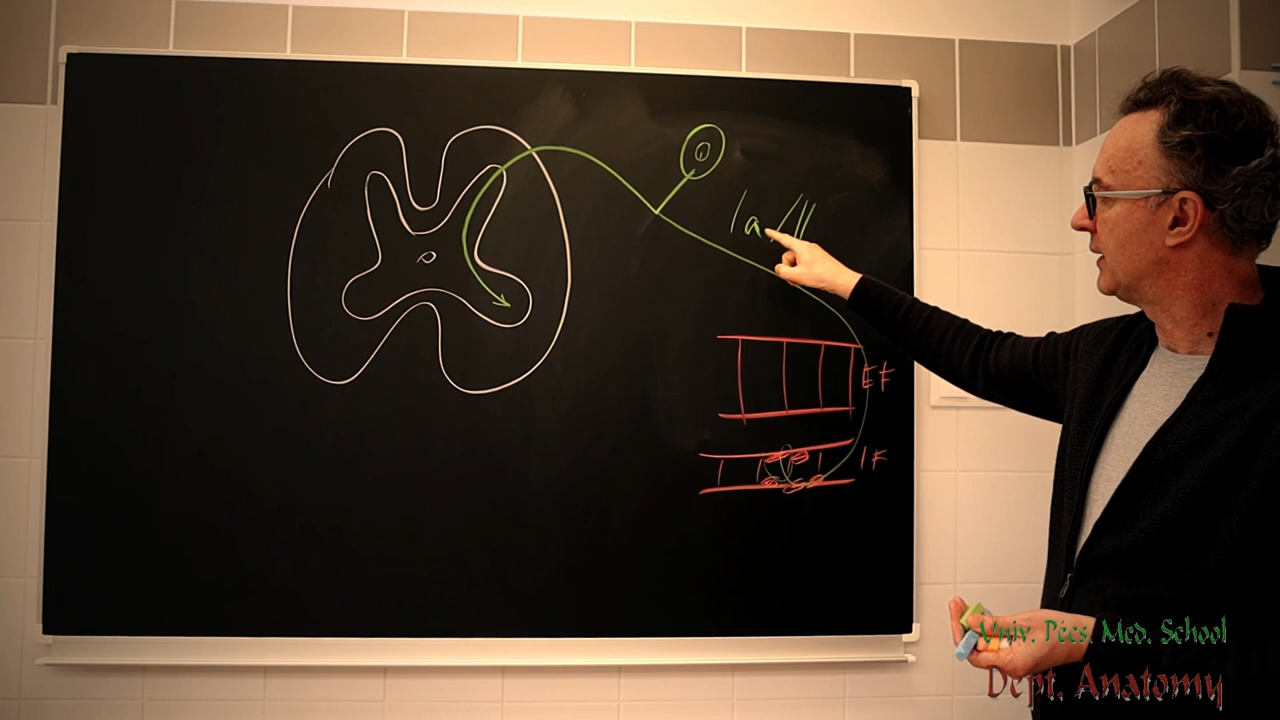 Ia/II
EF
IF
Univ. Pécs. Med. School
Dept. Anatomy